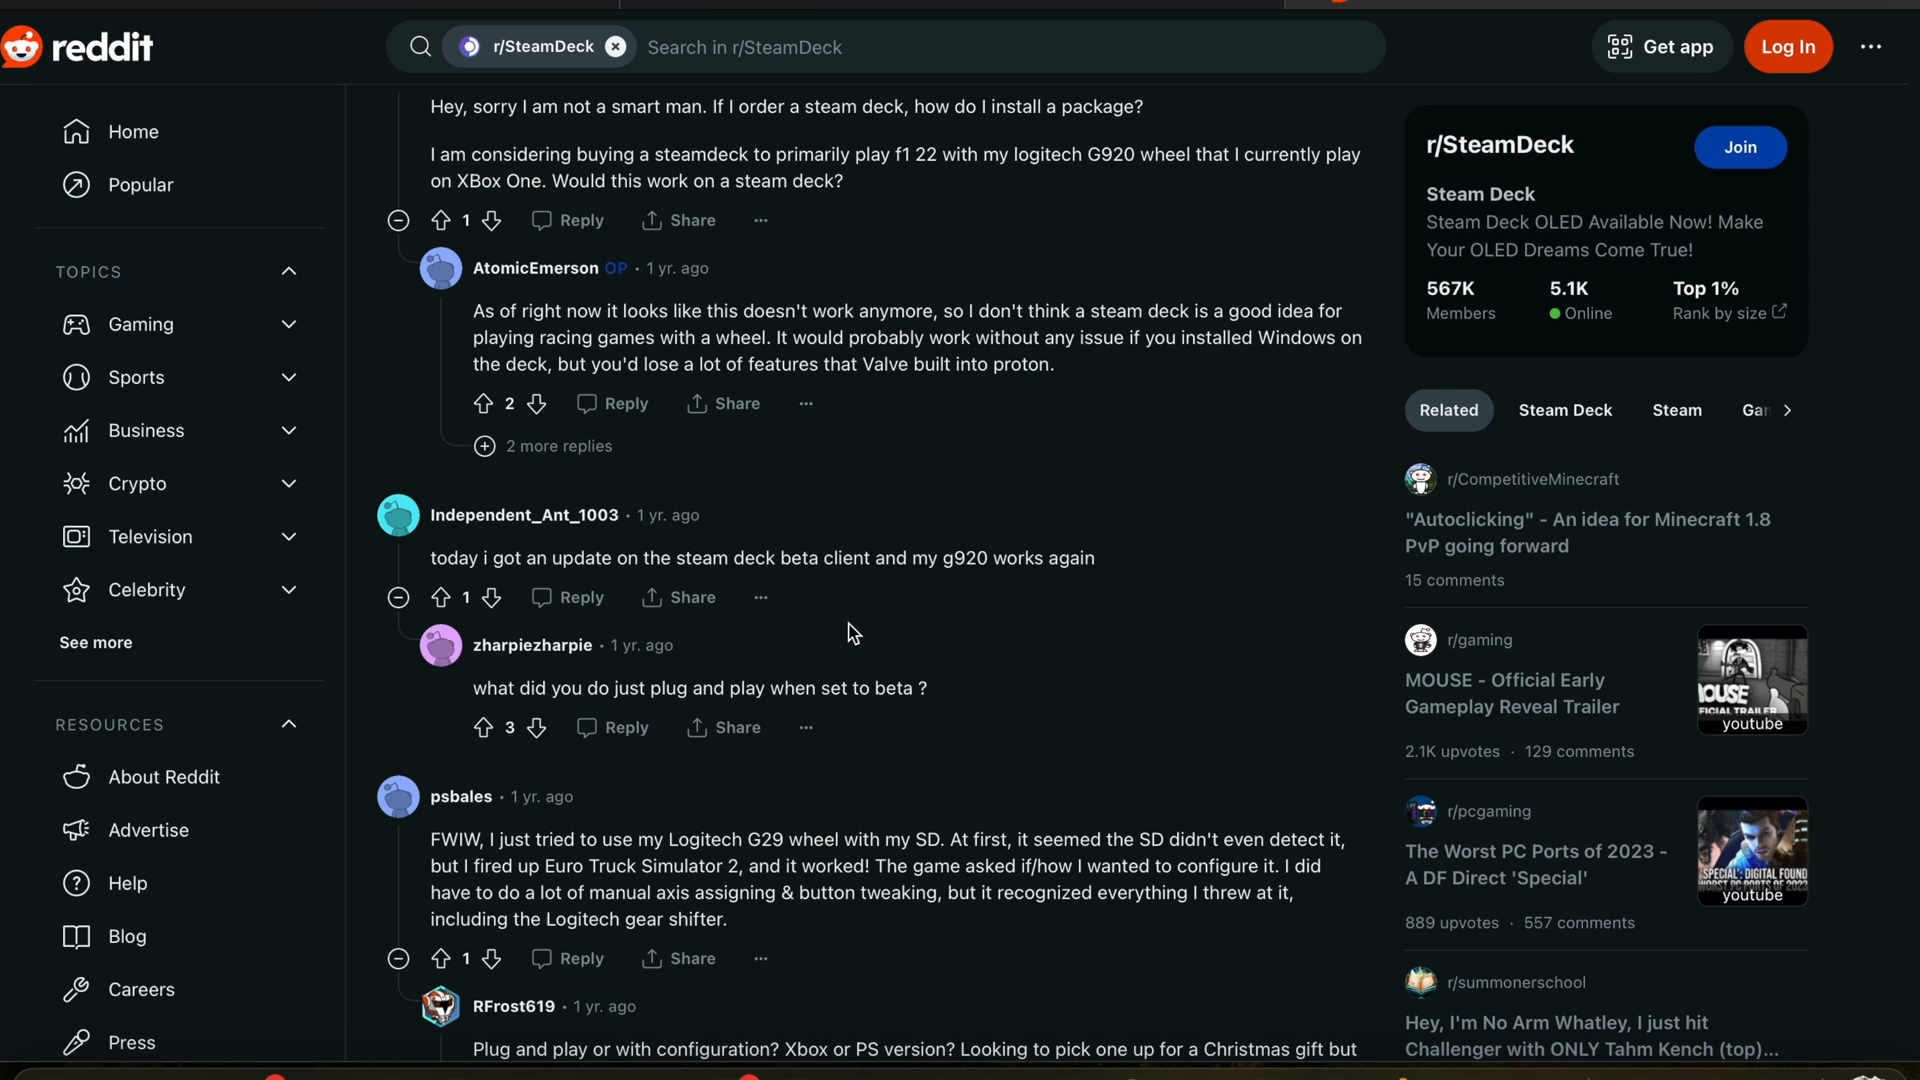 reddit
r/SteamDeck
Search in r/SteamDeck
Get app
Log In
Home
Popular
TOPICS
Gaming
Sports
Business
Crypto
Television
Celebrity
See more
RESOURCES
About Reddit
Advertise
Help
Blog
Careers
Press
Hey, sorry I am not a smart man. If I order a steam deck, how do I install a package?
I am considering buying a steamdeck to primarily play f1 22 with my logitech G920 wheel that I currently play
on XBox One. Would this work on a steam deck?
1 Reply Share
AtomicEmerson OP • 1 yr. ago
As of right now it looks like this doesn't work anymore, so I don't think a steam deck is a good idea for
playing racing games with a wheel. It would probably work without any issue if you installed Windows on
the deck, but you'd lose a lot of features that Valve built into proton.
2 Reply Share
2 more replies
Independent_Ant_1003 • 1 yr. ago
today i got an update on the steam deck beta client and my g920 works again
1 Reply Share
zharpiezharpie • 1 yr. ago
what did you do just plug and play when set to beta ?
3 Reply Share
psbales • 1 yr. ago
FWIW, I just tried to use my Logitech G29 wheel with my SD. At first, it seemed the SD didn't even detect it,
but I fired up Euro Truck Simulator 2, and it worked! The game asked if/how I wanted to configure it. I did
have to do a lot of manual axis assigning & button tweaking, but it recognized everything I threw at it,
including the Logitech gear shifter.
1 Reply Share
RFrost619 • 1 yr. ago
Plug and play or with configuration? Xbox or PS version? Looking to pick one up for a Christmas gift but
r/SteamDeck
Join
Steam Deck
Steam Deck OLED Available Now! Make
Your OLED Dreams Come True!
567K 5.1K Top 1%
Members Online Rank by size
Related Steam Deck Steam Gar
r/CompetitiveMinecraft
"Autoclicking" - An idea for Minecraft 1.8
PvP going forward
15 comments
r/gaming
MOUSE - Official Early
Gameplay Reveal Trailer
youtube
2.1K upvotes · 129 comments
r/pcgaming
The Worst PC Ports of 2023 -
A DF Direct 'Special'
SPECIAL': DIGITAL FOUN
WORST PC PORTS OF 2023
youtube
889 upvotes · 557 comments
r/summonerschool
Hey, I'm No Arm Whatley, I just hit
Challenger with ONLY Tahm Kench (top)...